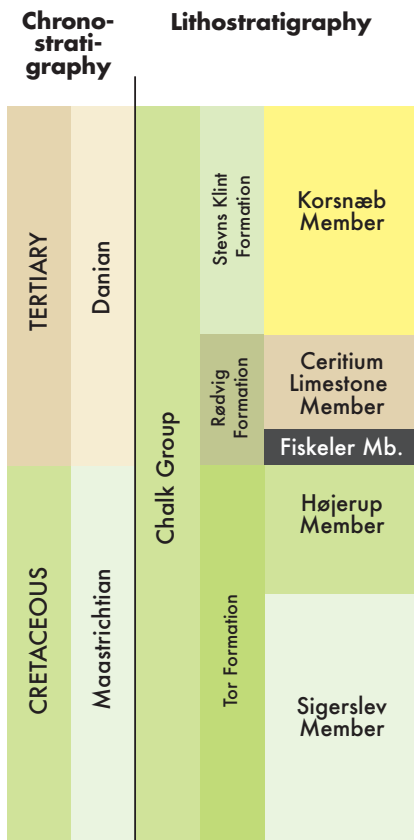 Chrono-
strati-
graphy
Lithostratigraphy
TERTIARY
Danian
CRETACEOUS
Maastrichtian
Chalk Group
Stevns Klint
Formation
Rødvig
Formation
Tor Formation
Korsnæb
Member
Ceritium
Limestone
Member
Fiskeler Mb.
Højerup
Member
Sigerslev
Member